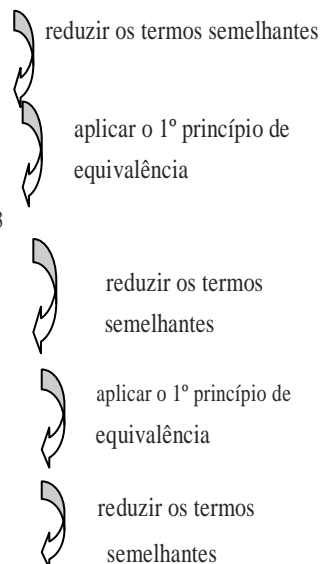 reduzir os termos semelhantes
aplicar o 1º princípio de
equivalência
reduzir os termos
semelhantes
aplicar o 1º princípio de
equivalência
reduzir os termos
semelhantes